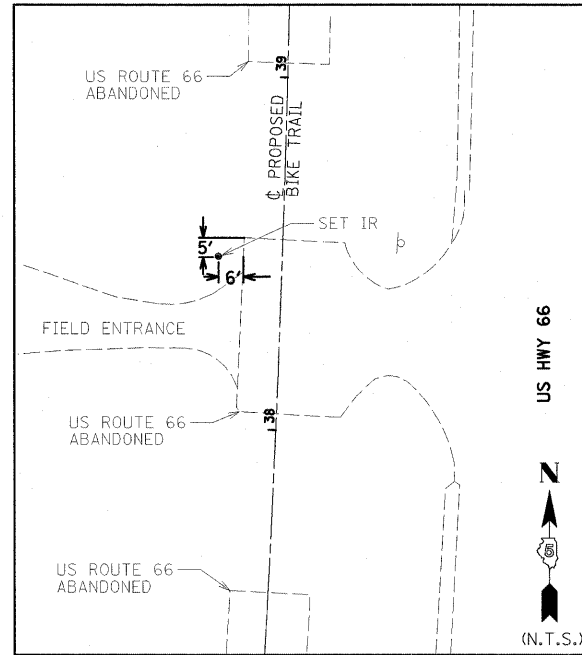 US ROUTE 66
ABANDONED
39
℄ PROPOSED
BIKE TRAIL
SET IR
5'
6'
FIELD ENTRANCE
US HWY 66
38
US ROUTE 66
ABANDONED
N
5
US ROUTE 66
ABANDONED
(N.T.S.)